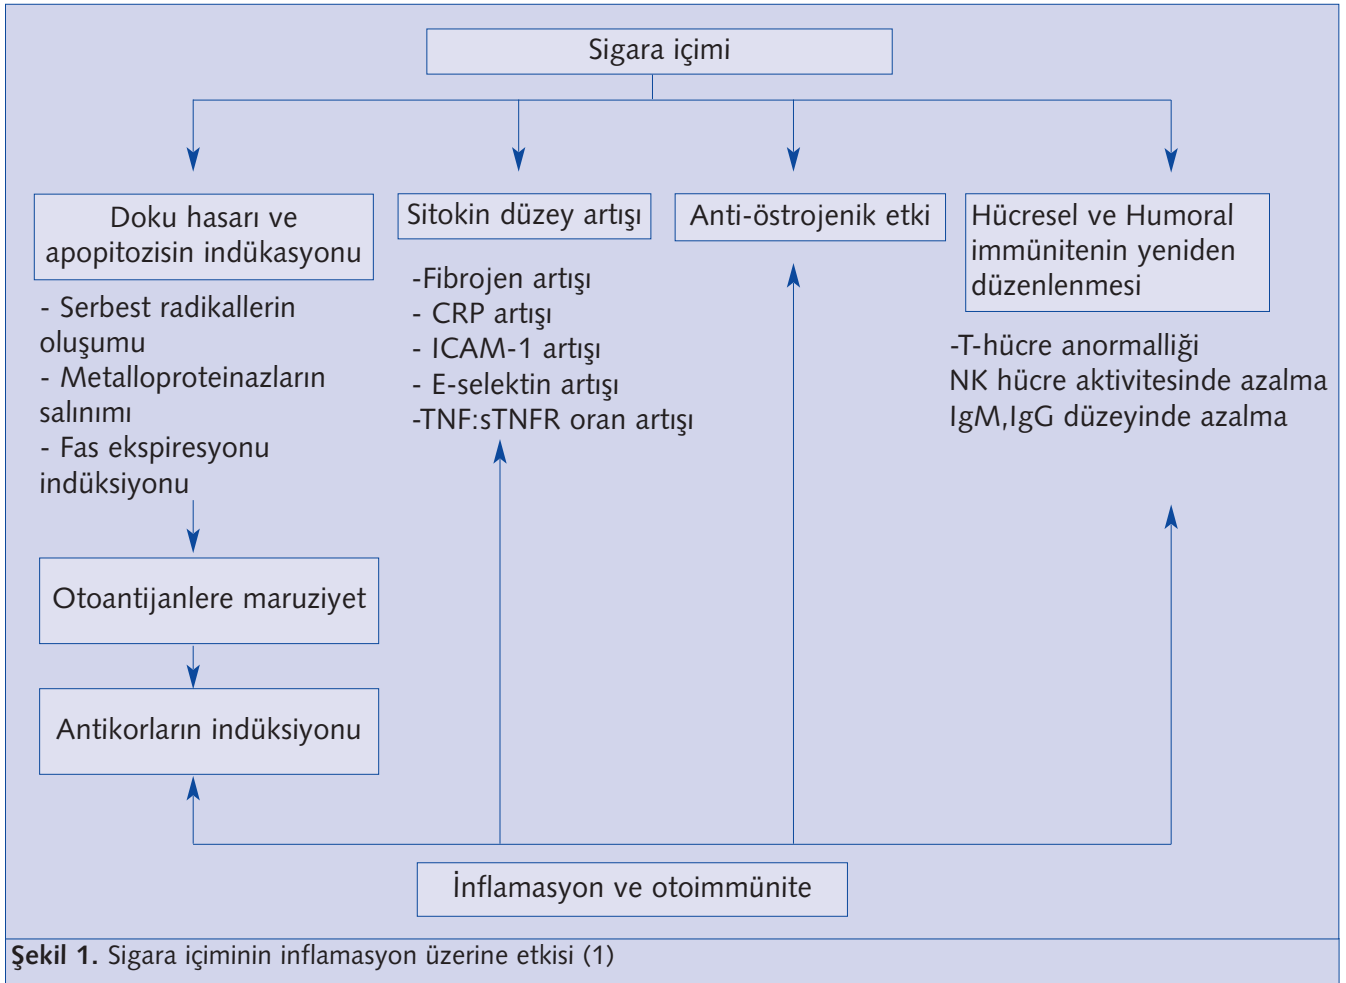 Sigara içimi
Doku hasarı ve
apopitozisin indükasyonu
- Serbest radikallerin
oluşumu
- Metalloproteinazların
salınımı
- Fas ekspiresyonu
indüksiyonu
Otoantijanlere maruziyet
Antikorların indüksiyonu
Sitokin düzey artışı
-Fibrojen artışı
- CRP artışı
- ICAM-1 artışı
- E-selektin artışı
-TNF:sTNFR oran artışı
Anti-östrojenik etki
Hücresel ve Humoral
immünitenin yeniden
düzenlenmesi
-T-hücre anormalliği
NK hücre aktivitesinde azalma
IgM,IgG düzeyinde azalma
İnflamasyon ve otoimmünite
Şekil 1. Sigara içiminin inflamasyon üzerine etkisi (1)